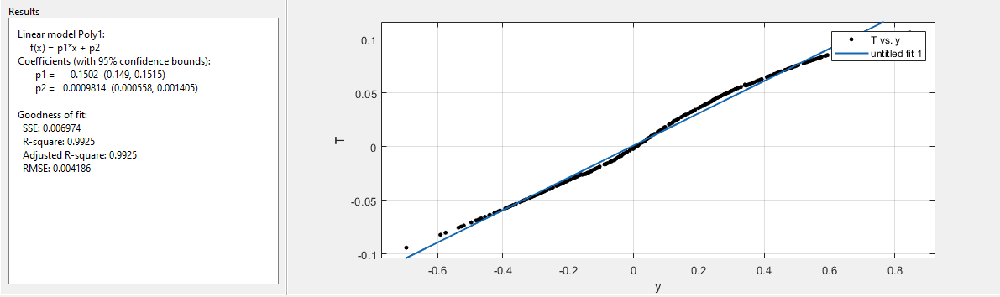 Results
Linear model Poly1:
f(x) = p1*x + p2
Coefficients (with 95% confidence bounds):
p1 = 0.1502 (0.149, 0.1515)
p2 = 0.0009814 (0.000558, 0.001405)
Goodness of fit:
SSE: 0.006974
R-square: 0.9925
Adjusted R-square: 0.9925
RMSE: 0.004186
T vs. y
untitled fit 1
0.1
0.05
0
-0.05
-0.1
T
-0.6 -0.4 -0.2 0 0.2 0.4 0.6 0.8
y